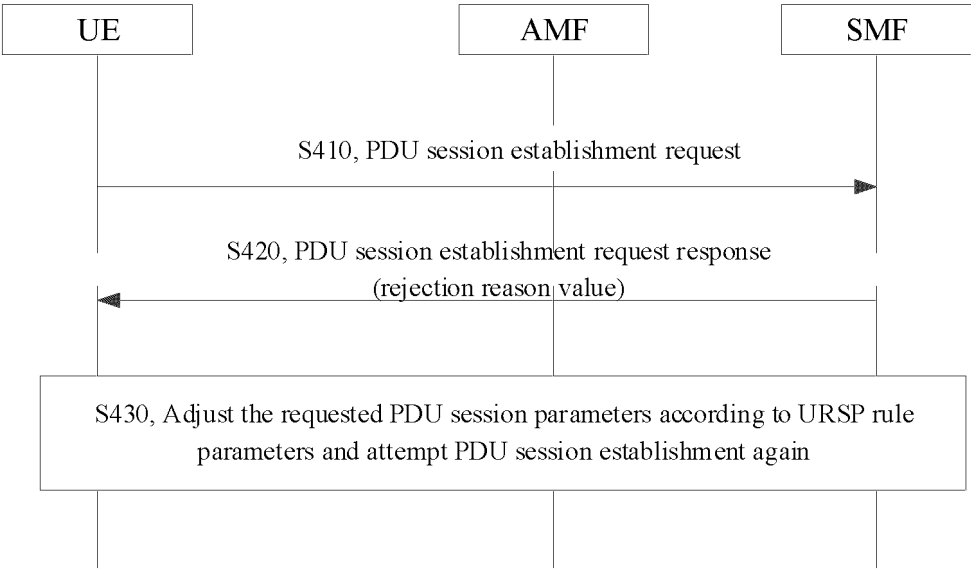 UE
AMF
SMF
S410, PDU session establishment request
S420, PDU session establishment request response
(rejection reason value)
S430, Adjust the requested PDU session parameters according to URSP rule
parameters and attempt PDU session establishment again